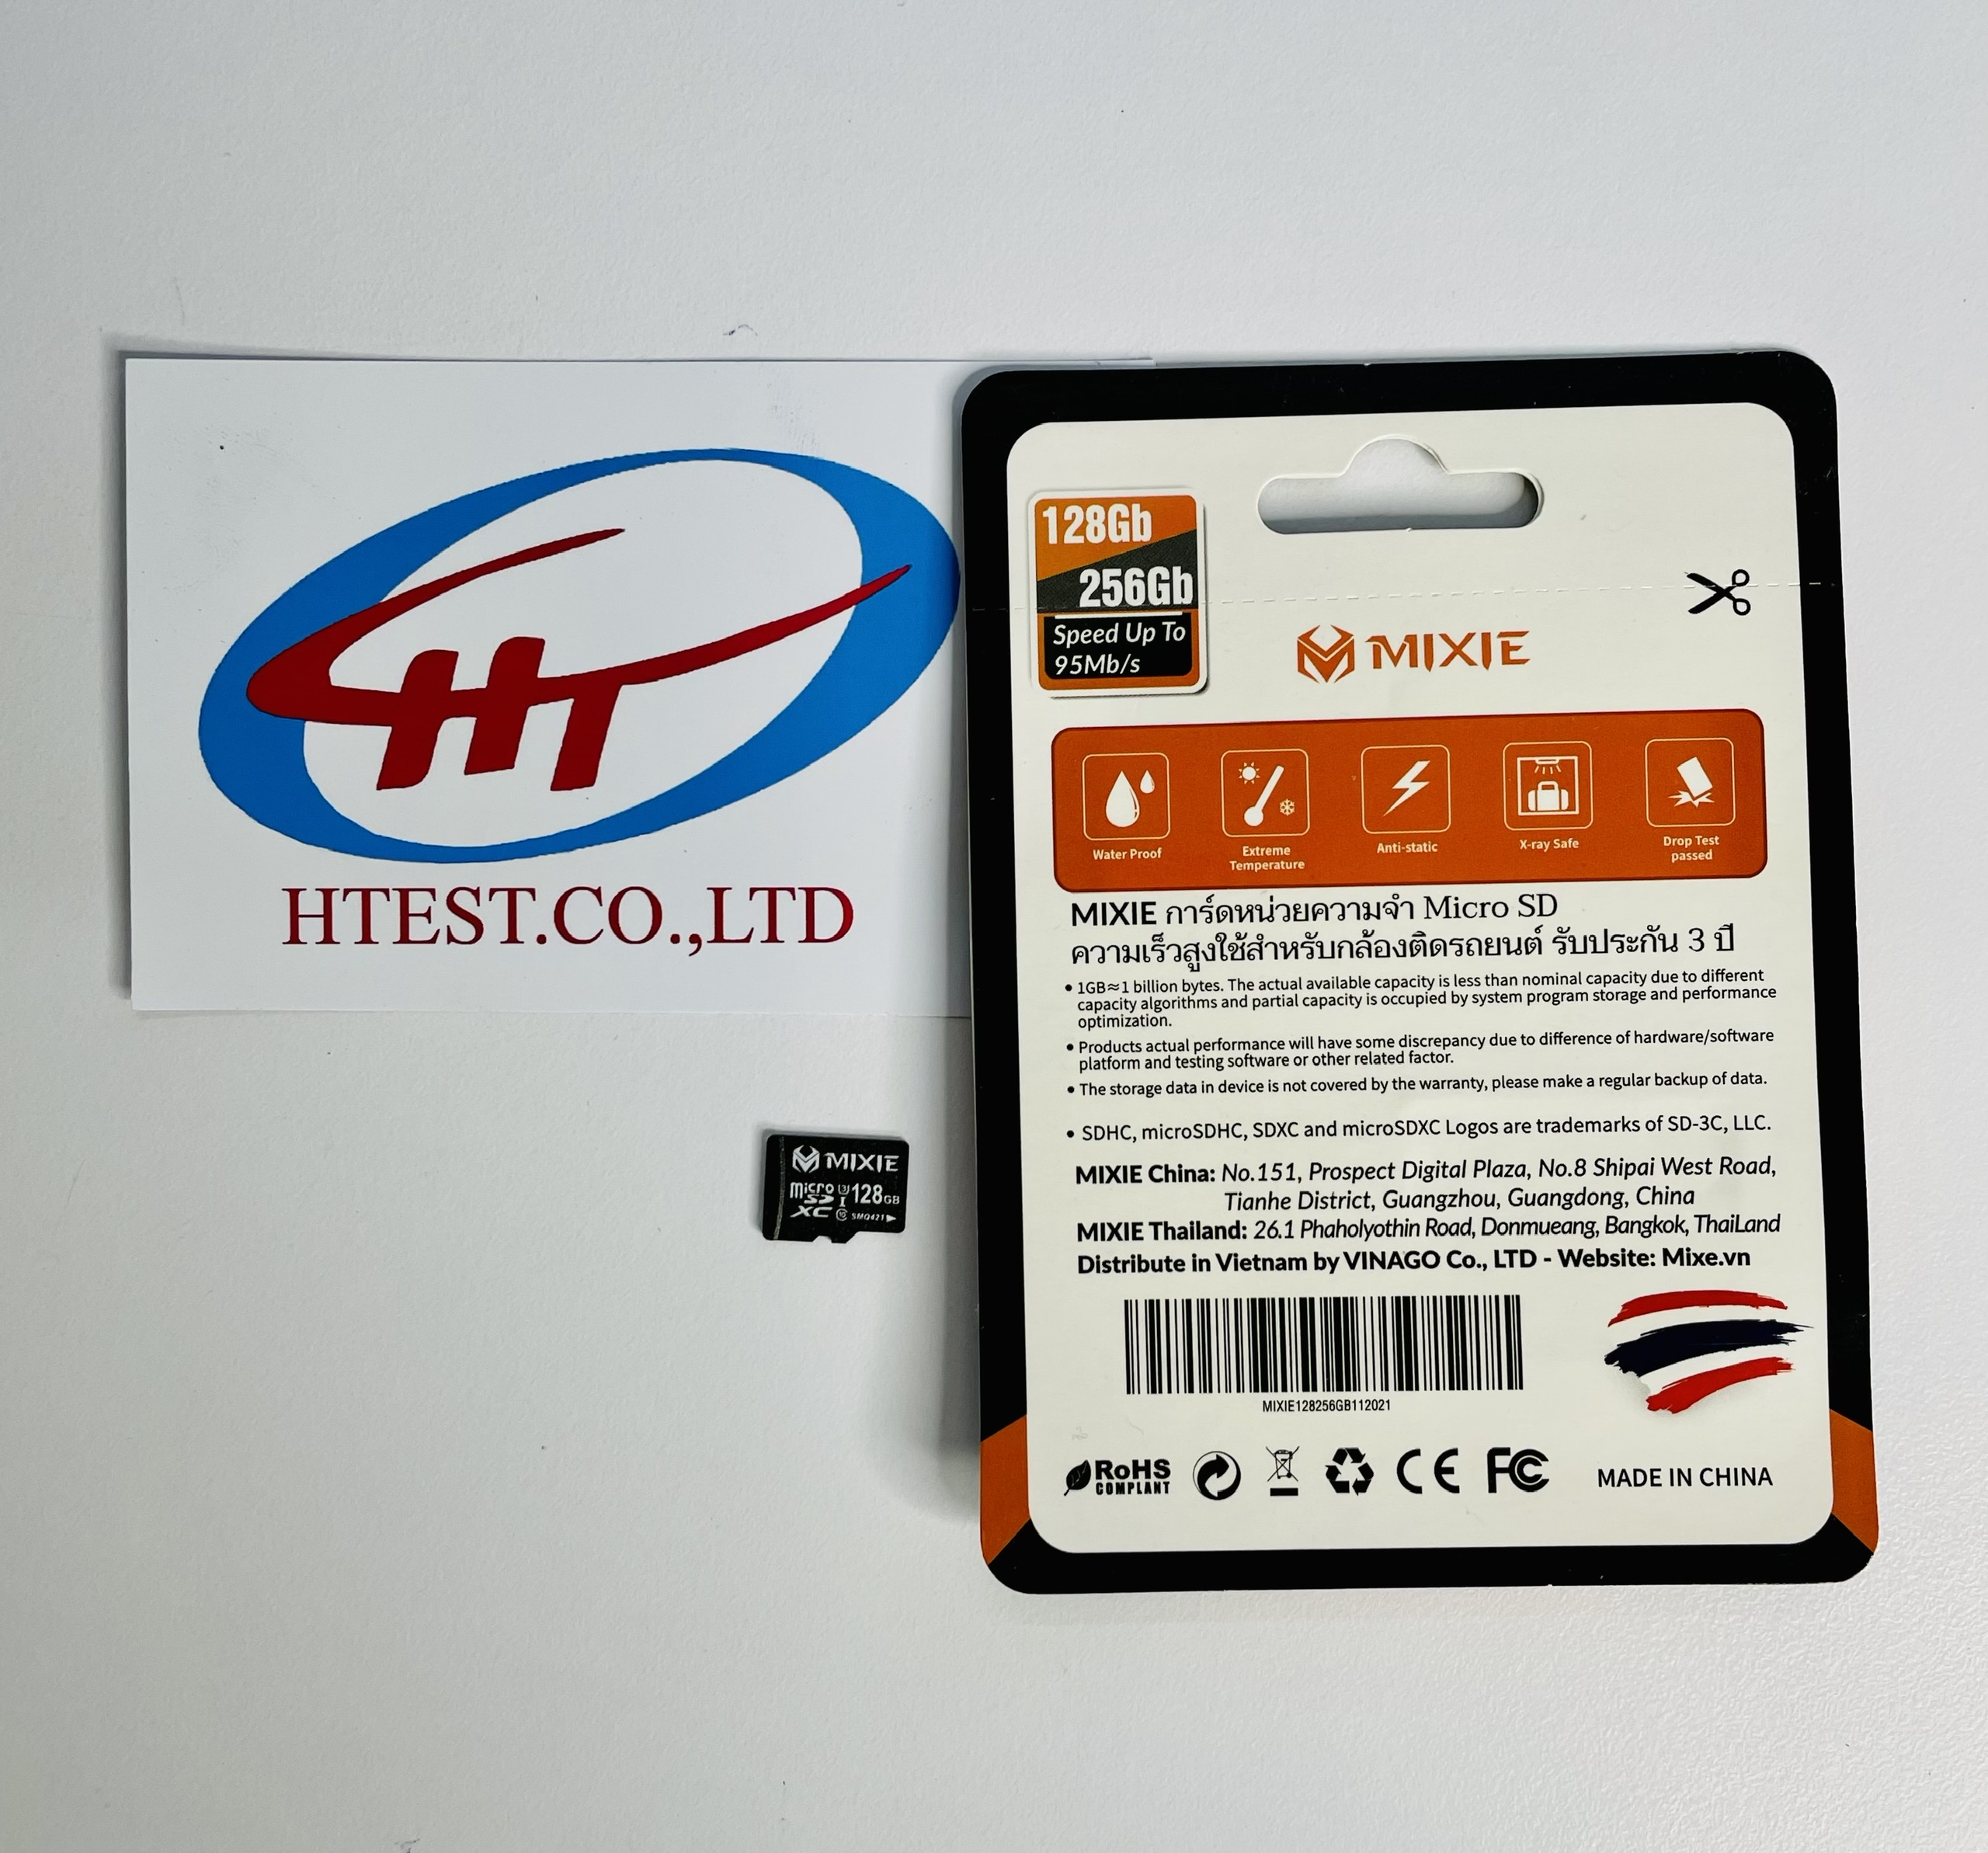 HT
HTEST.CO.,LTD
MIXIE
micro SD XC U3 I 128GB
10 SMQ421
128Gb
256Gb
Speed Up To
95Mb/s
MIXIE
Water Proof
Extreme
Temperature
Anti-static
X-ray Safe
Drop Test
passed
MIXIE การ์ดหน่วยความจำ Micro SD
ความเร็วสูงใช้สำหรับกล้องติดรถยนต์ รับประกัน 3 ปี
• 1GB≈1 billion bytes. The actual available capacity is less than nominal capacity due to different
capacity algorithms and partial capacity is occupied by system program storage and performance
optimization.
• Products actual performance will have some discrepancy due to difference of hardware/software
platform and testing software or other related factor.
• The storage data in device is not covered by the warranty, please make a regular backup of data.
• SDHC, microSDHC, SDXC and microSDXC Logos are trademarks of SD-3C, LLC.
MIXIE China: No.151, Prospect Digital Plaza, No.8 Shipai West Road,
Tianhe District, Guangzhou, Guangdong, China
MIXIE Thailand: 26.1 Phaholyothin Road, Donmueang, Bangkok, ThaiLand
Distribute in Vietnam by VINAGO Co., LTD - Website: Mixe.vn
MIXIE128256GB112021
RoHS
COMPLANT
CE FC
MADE IN CHINA